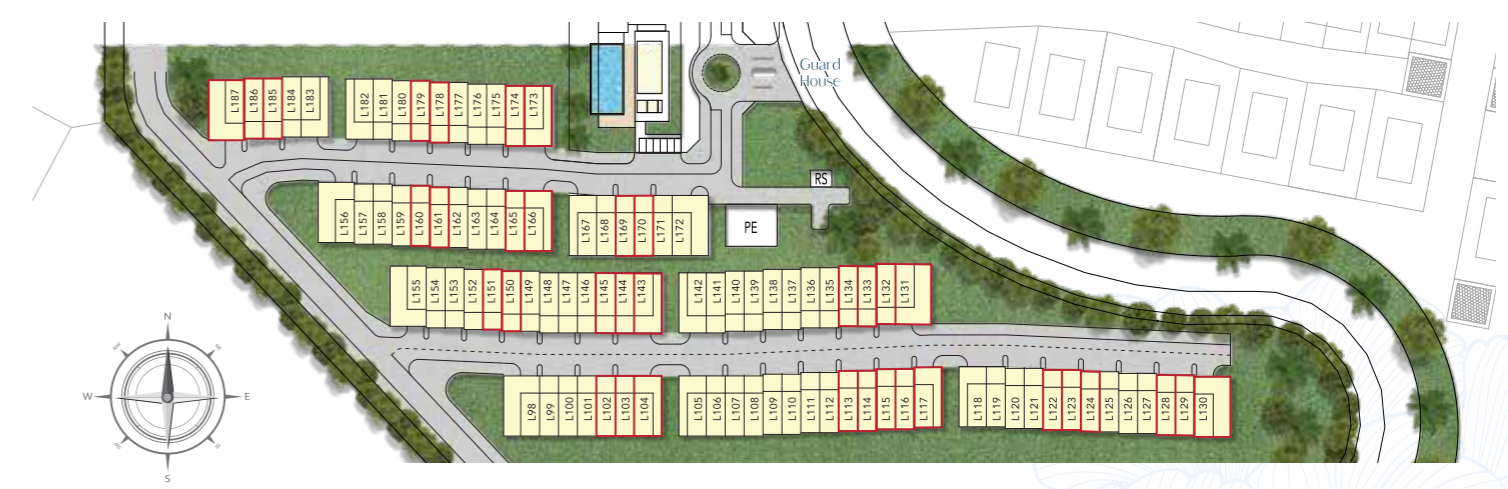 Guard
House
L187 L186 L185 L184 L183
L182 L181 L180 L179 L178 L177 L176 L175 L174 L173
RS
L156 L157 L158 L159 L160 L161 L162 L163 L164 L165 L166
L167 L168 L169 L170 L171 L172
PE
L155 L154 L153 L152 L151 L150 L149 L148 L147 L146 L145 L144 L143
L142 L141 L140 L139 L138 L137 L136 L135 L134 L133 L132 L131
N
W
E
S
L98 L99 L100 L101 L102 L103 L104
L105 L106 L107 L108 L109 L110 L111 L112 L113 L114 L115 L116 L117
L118 L119 L120 L121 L122 L123 L124 L125 L126 L127 L128 L129 L130